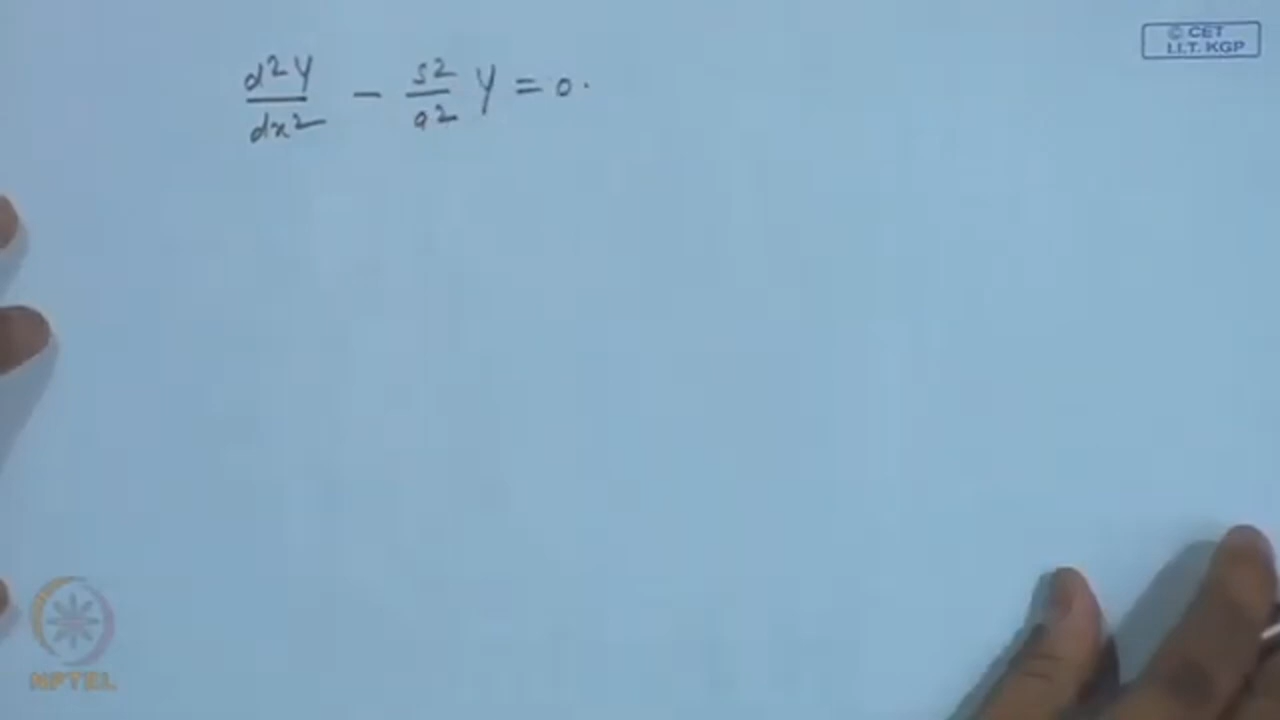 d²Y/dx² - s²/a² Y = 0.
© CET
I.I.T. KGP
NPTEL